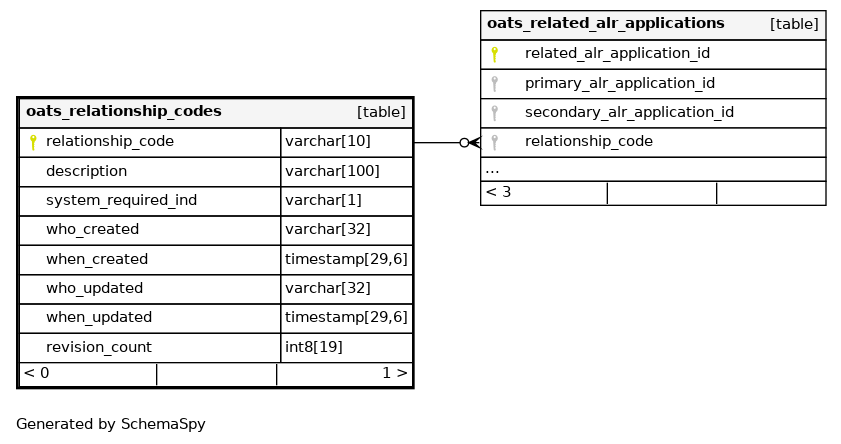 oats_related_alr_applications [table]
related_alr_application_id
primary_alr_application_id
secondary_alr_application_id
relationship_code
...
< 3
oats_relationship_codes [table]
relationship_code varchar[10]
description varchar[100]
system_required_ind varchar[1]
who_created varchar[32]
when_created timestamp[29,6]
who_updated varchar[32]
when_updated timestamp[29,6]
revision_count int8[19]
< 0 1 >
Generated by SchemaSpy